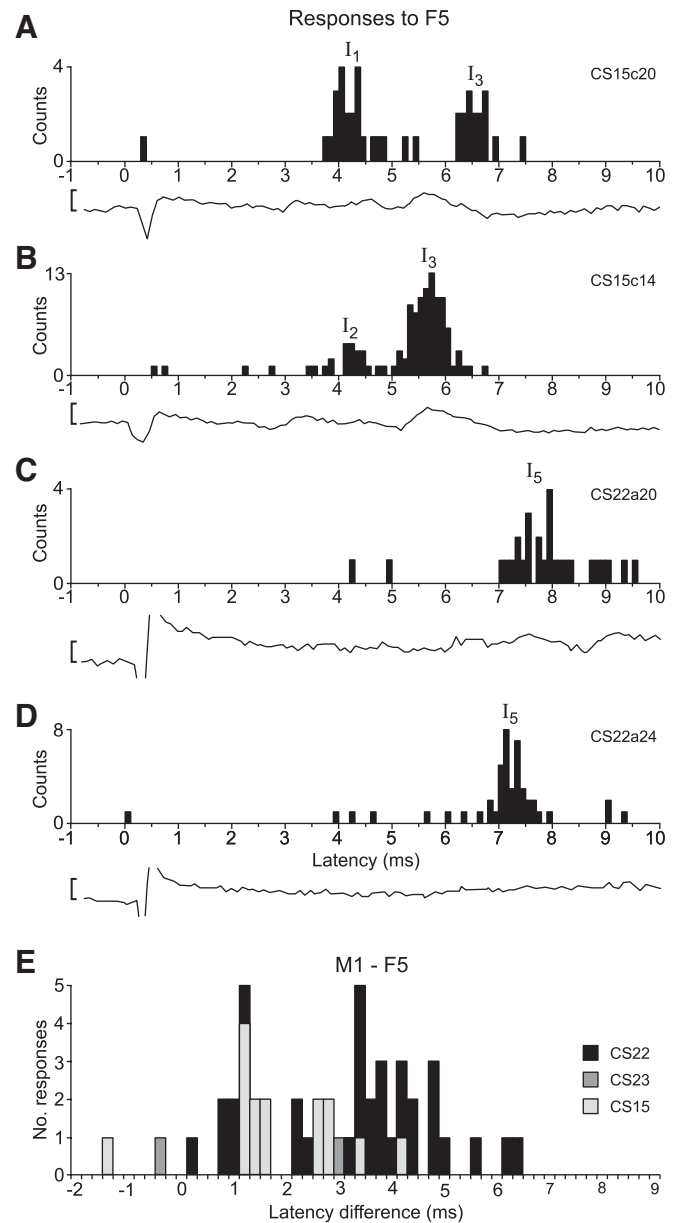 A
Responses to F5
I1
I3
CS15c20
Counts
4
0
-1 0 1 2 3 4 5 6 7 8 9 10
B
I3
I2
CS15c14
Counts
13
0
-1 0 1 2 3 4 5 6 7 8 9 10
C
I5
CS22a20
Counts
4
0
-1 0 1 2 3 4 5 6 7 8 9 10
D
I5
CS22a24
Counts
8
0
-1 0 1 2 3 4 5 6 7 8 9 10
Latency (ms)
E
M1 - F5
No. responses
5
4
3
2
1
0
CS22
CS23
CS15
-2 -1 0 1 2 3 4 5 6 7 8 9
Latency difference (ms)